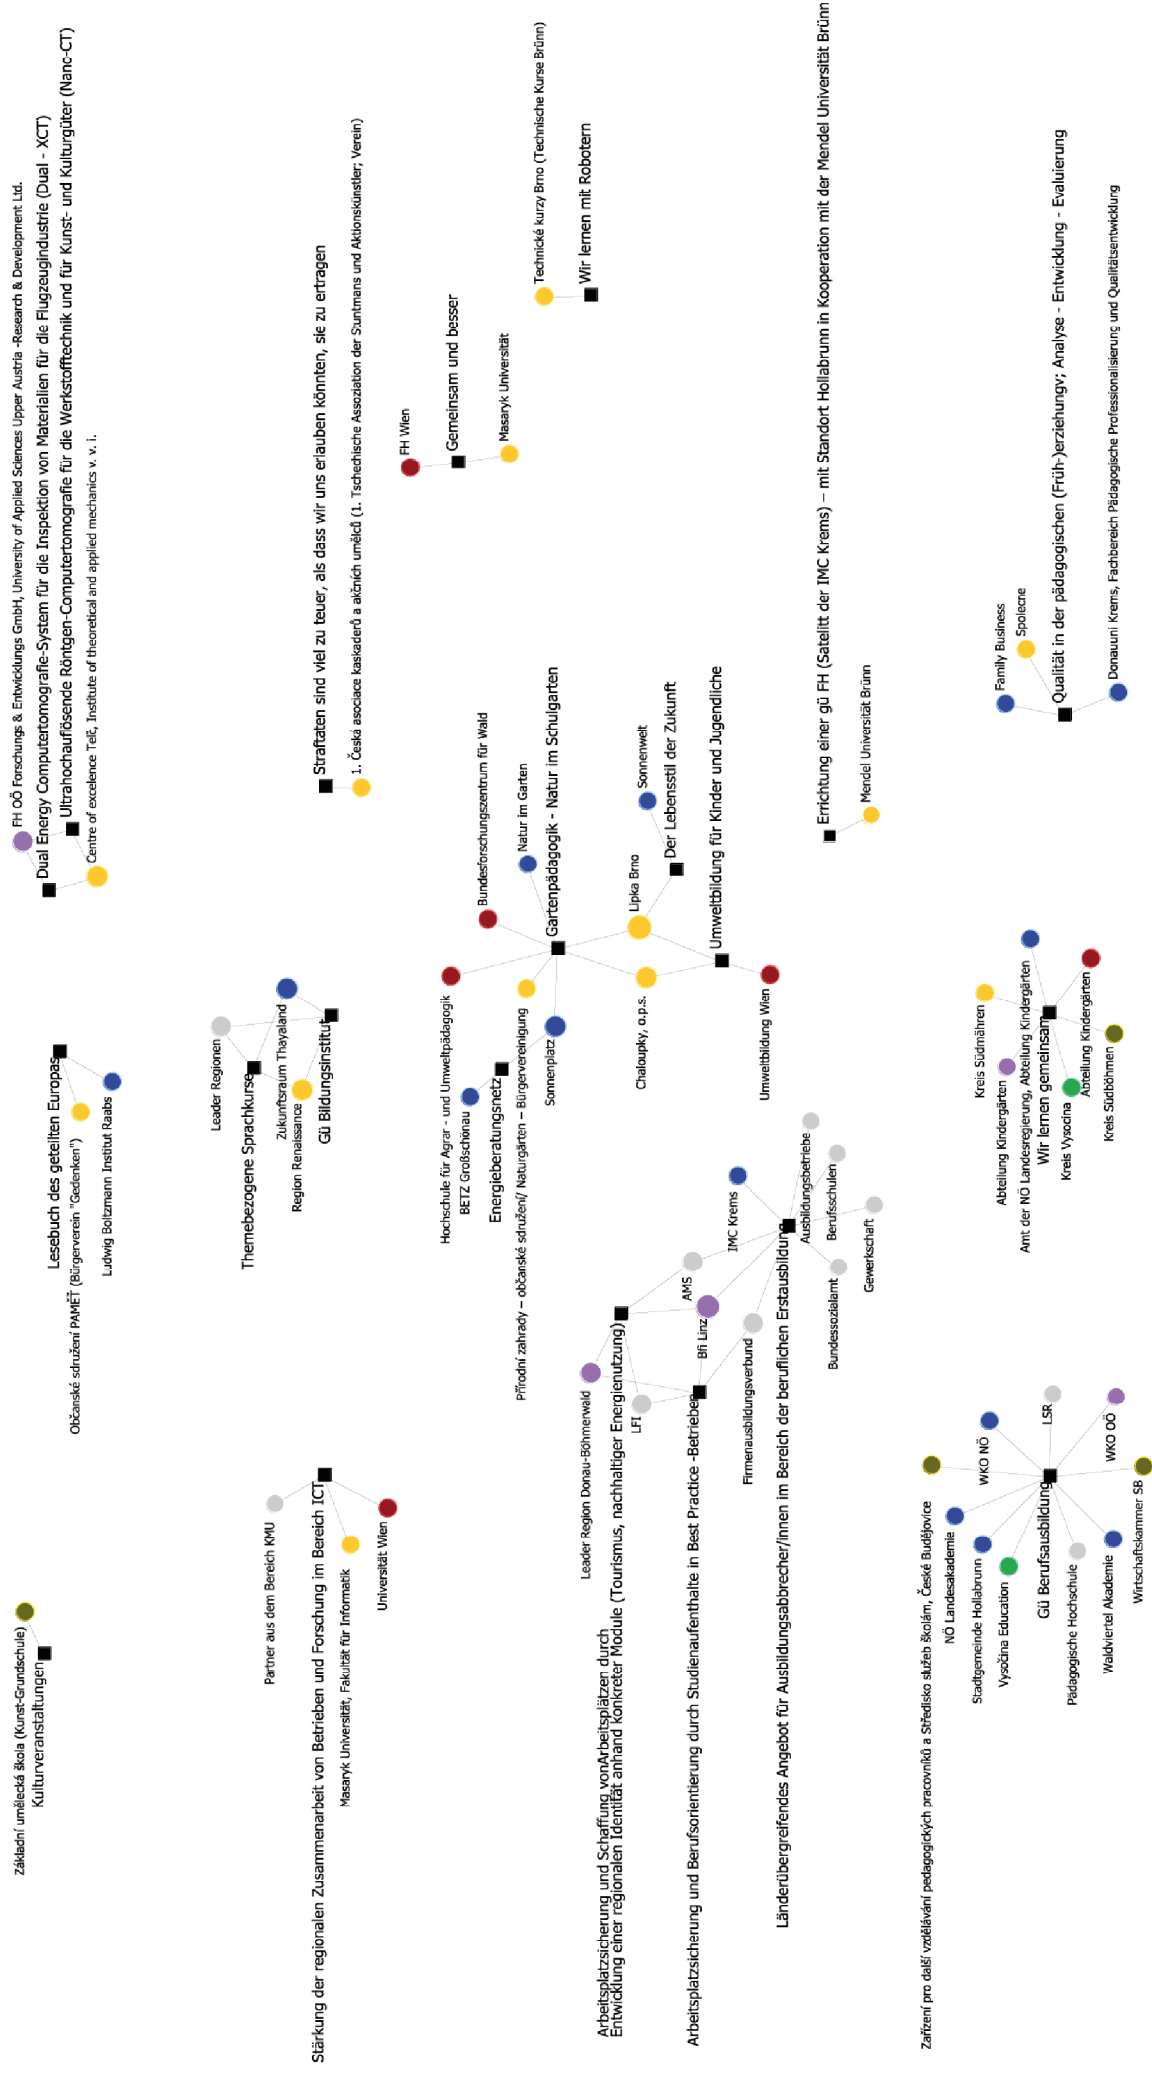 FH OÖ Forschungs & Entwicklungs GmbH, University of Applied Sciences Upper Austria -Research & Development Ltd.
Dual Energy Computertomografie-System für die Inspektion von Materialien für die Flugzeugindustrie (Dual - XCT)
Ultrahochauflösende Röntgen-Computertomografie für die Werkstofftechnik und für Kunst- und Kulturgüter (Nano-CT)
Centre of excelence Telč, Institute of theoretical and applied mechanics v. v. i.
Straftaten sind viel zu teuer, als dass wir uns erlauben könnten, sie zu ertragen
1. Česká asociace kaskaderů a akčních umělců (1. Tschechische Assoziation der Stuntmans und Aktionskünstler; Verein)
FH Wien
Gemeinsam und besser
Masaryk Universität
Technické kurzy Brno (Technische Kurse Brünn)
Wir lernen mit Robotern
Errichtung einer gü FH (Satelitt der IMC Krems) – mit Standort Hollabrunn in Kooperation mit der Mendel Universität Brünn
Mendel Universität Brünn
Family Business
Spolecne
Qualität in der pädagogischen (Früh-)erziehungv; Analyse - Entwicklung - Evaluierung
Donauuni Krems, Fachbereich Pädagogische Professionalisierung und Qualitätsentwicklung
Lesebuch des geteilten Europas
Občanské sdružení PAMĚŤ (Bürgerverein "Gedenken")
Ludwig Boltzmann Institut Raabs
Leader Regionen
Themebezogene Sprachkurse
Zukunftsraum Thayaland
Region Renaissance
Gü Bildungsinstitut
Hochschule für Agrar - und Umweltpädagogik
BETZ Großschönau
Bundesforschungszentrum für Wald
Energieberatungsnetz
Natur im Garten
Přírodní zahrady – občanské sdružení/ Naturgärten – Bürgervereinigung
Sonnenplatz
Gartenpädagogik - Natur im Schulgarten
Lipka Brno
Chaloupky, o.p.s.
Sonnenwelt
Der Lebensstil der Zukunft
Umweltbildung für Kinder und Jugendliche
Umweltbildung Wien
Kreis Südmähren
Abteilung Kindergärten
Amt der NÖ Landesregierung, Abteilung Kindergärten
Wir lernen gemeinsam
Kreis Vysocina
Abteilung Kindergärten
Kreis Südböhmen
Základní umělecká škola (Kunst-Grundschule)
Kulturveranstaltungen
Partner aus dem Bereich KMU
Stärkung der regionalen Zusammenarbeit von Betrieben und Forschung im Bereich ICT
Masaryk Universität, Fakultät für Informatik
Universität Wien
Leader Region Donau-Böhmerwald
Arbeitsplatzsicherung und Schaffung vonArbeitsplätzen durch
Entwicklung einer regionalen Identität anhand konkreter Module (Tourismus, nachhaltiger Energienutzung)
LFI
AMS
Bfi Linz
Arbeitsplatzsicherung und Berufsorientierung durch Studienaufenthalte in Best Practice -Betrieben
IMC Krems
Firmenausbildungsverbund
Länderübergreifendes Angebot für Ausbildungsabbrecher/innen im Bereich der beruflichen Erstausbildung
Ausbildungsbetriebe
Berufsschulen
Bundessozialamt
Gewerkschaft
Zařízení pro další vzdělávání pedagogických pracovníků a Středisko služeb školám, České Budějovice
NÖ Landesakademie
WKO NÖ
Stadtgemeinde Hollabrunn
Vysočina Education
Gü Berufsausbildung
LSR
Pädagogische Hochschule
WKO OÖ
Waldviertel Akademie
Wirtschaftskammer SB